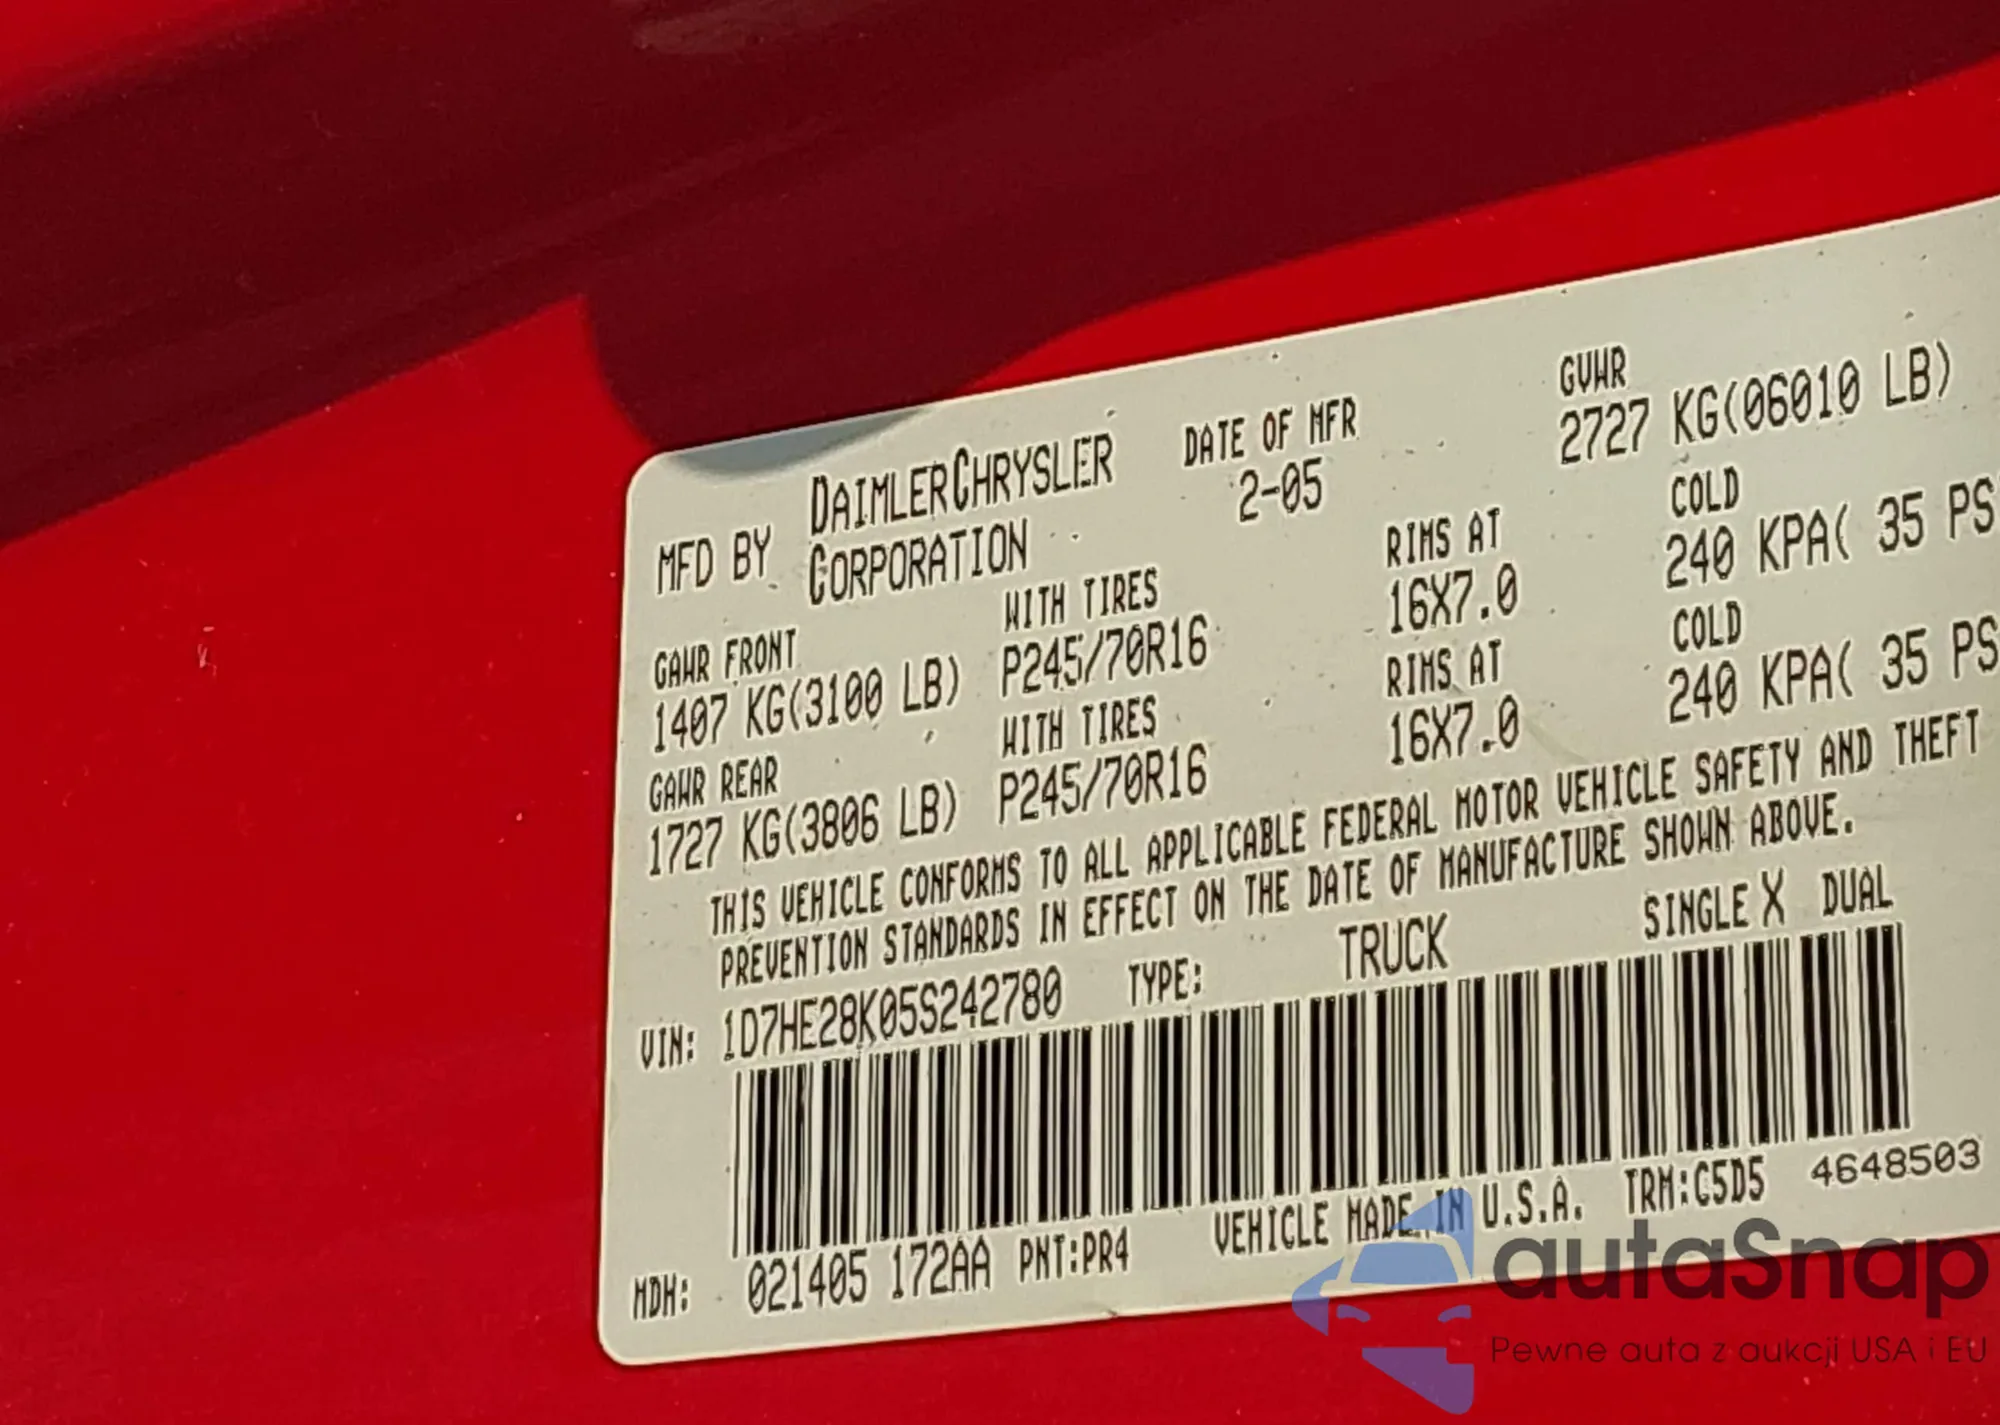 MFD BY DAIMLERCHRYSLER CORPORATION
DATE OF MFR
2-05
GVWR
2727 KG(06010 LB)
GAWR FRONT
1407 KG(3100 LB)
WITH TIRES
P245/70R16
RIMS AT
16X7.0
COLD
240 KPA( 35 PS
GAWR REAR
1727 KG(3806 LB)
WITH TIRES
P245/70R16
RIMS AT
16X7.0
COLD
240 KPA( 35 PS
THIS VEHICLE CONFORMS TO ALL APPLICABLE FEDERAL MOTOR VEHICLE SAFETY AND THEFT
PREVENTION STANDARDS IN EFFECT ON THE DATE OF MANUFACTURE SHOWN ABOVE.
VIN: 1D7HE28K05S242780 TYPE: TRUCK SINGLE X DUAL
MDH: 021405 172AA PNT:PR4 VEHICLE MADE IN U.S.A. TRM:C5D5 4648503
autaSnap
Pewne auta z aukcji USA i EU